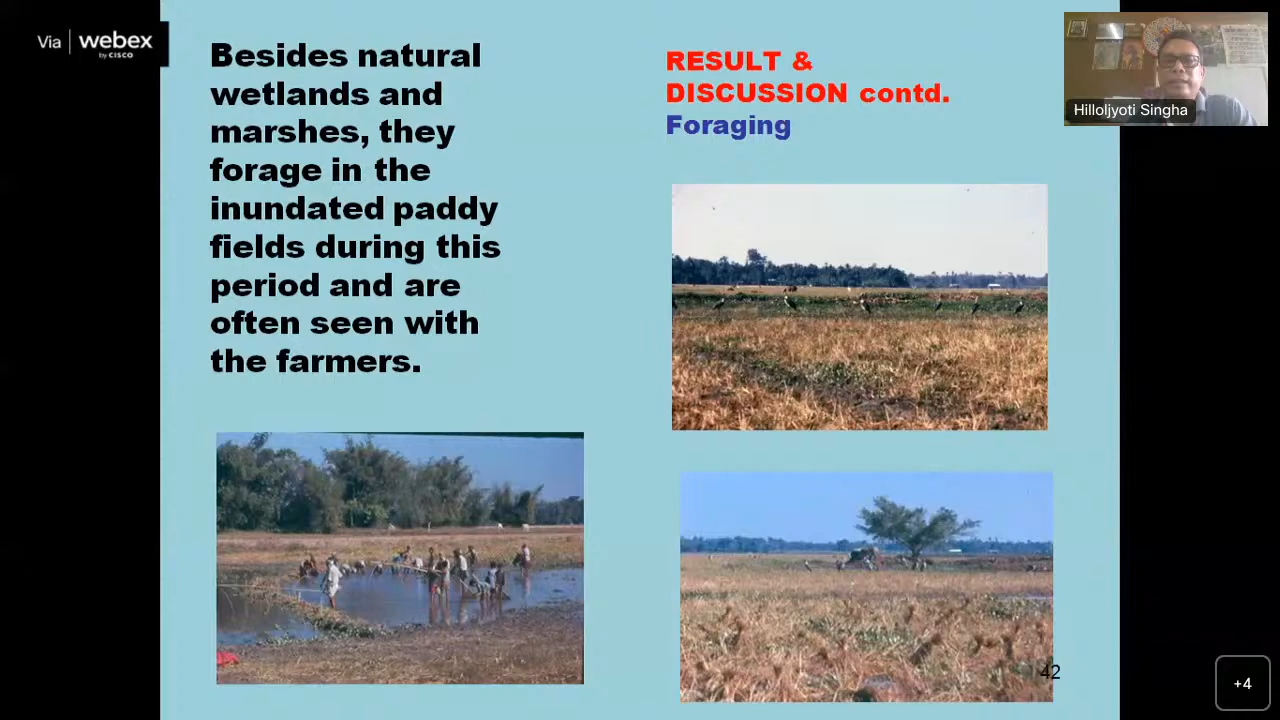 Via webex
by CISCO
Besides natural
wetlands and
marshes, they
forage in the
inundated paddy
fields during this
period and are
often seen with
the farmers.
RESULT &
DISCUSSION contd.
Foraging
Hilloljyoti Singha
42
+4